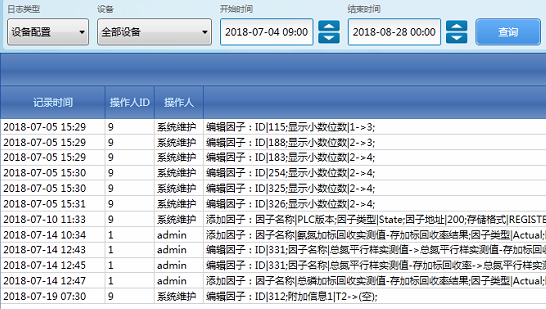 日志类型 设备 开始时间 结束时间
设备配置 全部设备 2018-07-04 09:00 2018-08-28 00:00 查询
记录时间 操作人ID 操作人
2018-07-05 15:29 9 系统维护 编辑因子：ID|115;显示小数位数|1->3;
2018-07-05 15:29 9 系统维护 编辑因子：ID|188;显示小数位数|2->3;
2018-07-05 15:29 9 系统维护 编辑因子：ID|183;显示小数位数|2->4;
2018-07-05 15:30 9 系统维护 编辑因子：ID|254;显示小数位数|2->4;
2018-07-05 15:30 9 系统维护 编辑因子：ID|325;显示小数位数|2->4;
2018-07-05 15:31 9 系统维护 编辑因子：ID|326;显示小数位数|2->4;
2018-07-10 11:33 9 系统维护 添加因子：因子名称|PLC版本;因子类型|State;因子地址|200;存储格式|REGISTE
2018-07-14 10:34 1 admin 添加因子：因子名称|氨氮加标回收实测值-存加标回收率结果;因子类型|Actual;
2018-07-14 12:43 1 admin 编辑因子：ID|331;因子名称|总氮平行样实测值->总氮平行样实测值-存加标回
2018-07-14 12:45 1 admin 编辑因子：ID|331;因子名称|总氮平行样实测值-存加标回收率->总氮平行样实
2018-07-14 12:47 1 admin 添加因子：因子名称|总磷加标回收实测值-存加标回收率结果;因子类型|Actual;
2018-07-19 07:30 9 系统维护 编辑因子：ID|312;附加信息1|T2->(空);